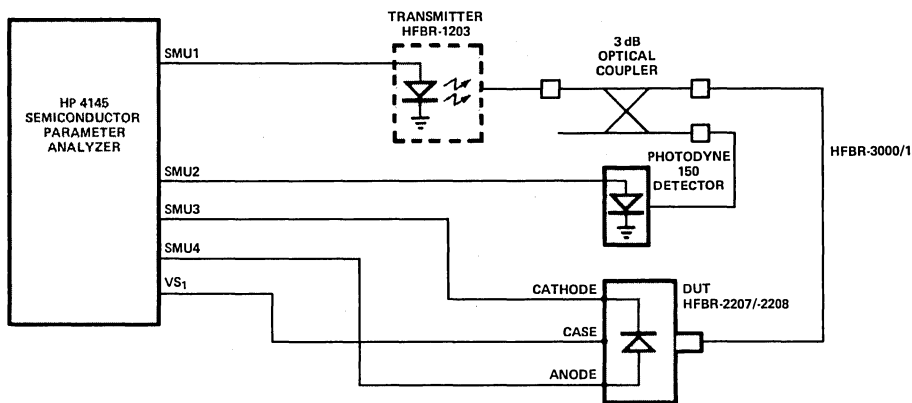 TRANSMITTER
HFBR-1203
3 dB
OPTICAL
COUPLER
SMU1
HP 4145
SEMICONDUCTOR
PARAMETER
ANALYZER
HFBR-3000/1
PHOTODYNE
150
DETECTOR
SMU2
SMU3
SMU4
VS₁
CATHODE
DUT
HFBR-2207/-2208
CASE
ANODE